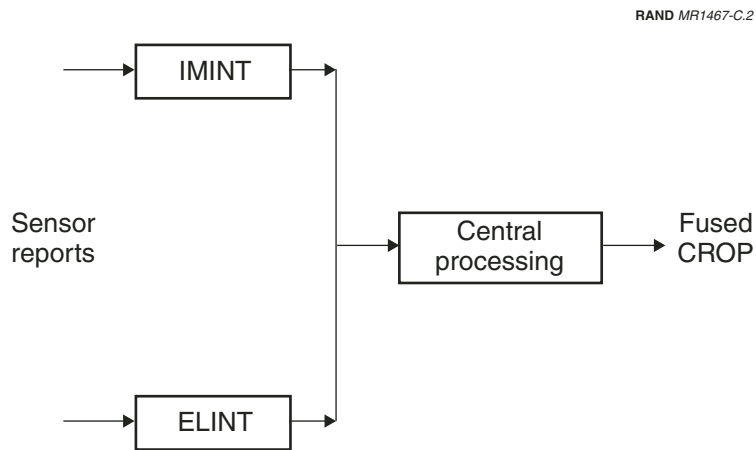 RAND MR1467-C.2
IMINT
Sensor
reports
Central
processing
Fused
CROP
ELINT